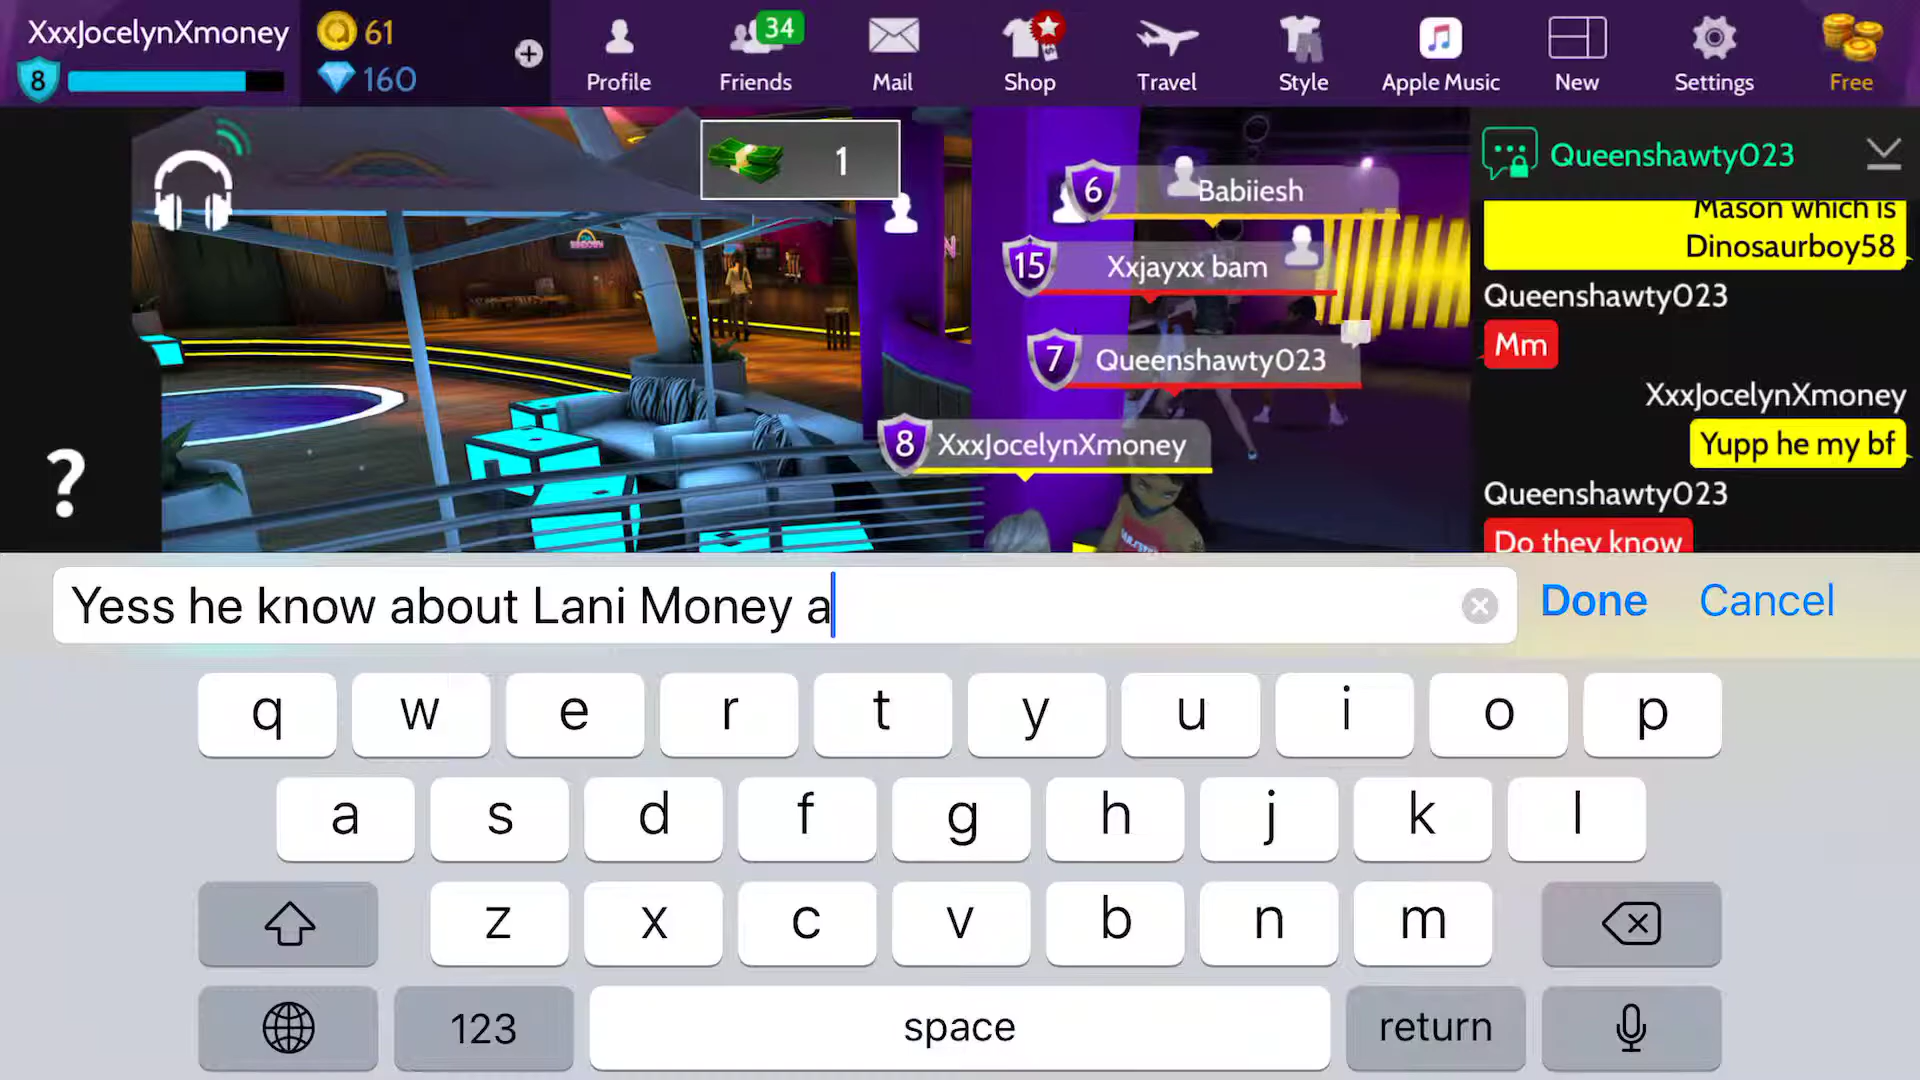 XxxJocelynXmoney
8
61
160
Profile
34
Friends
Mail
Shop
Travel
Style
Apple Music
New
Settings
Free
1
6
Babiiesh
15
Xxjayxx bam
7
Queenshawty023
8
XxxJocelynXmoney
?
Queenshawty023
Mason which is
Dinosaurboy58
Queenshawty023
Mm
XxxJocelynXmoney
Yupp he my bf
Queenshawty023
Do they know
Yess he know about Lani Money a
Done
Cancel
q w e r t y u i o p
a s d f g h j k l
z x c v b n m
123
space
return